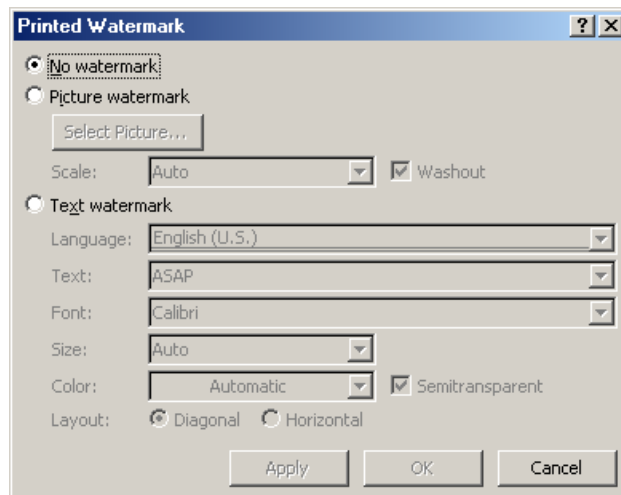 Printed Watermark
No watermark
Picture watermark
Select Picture...
Scale: Auto Washout
Text watermark
Language: English (U.S.)
Text: ASAP
Font: Calibri
Size: Auto
Color: Automatic Semitransparent
Layout: Diagonal Horizontal
Apply OK Cancel